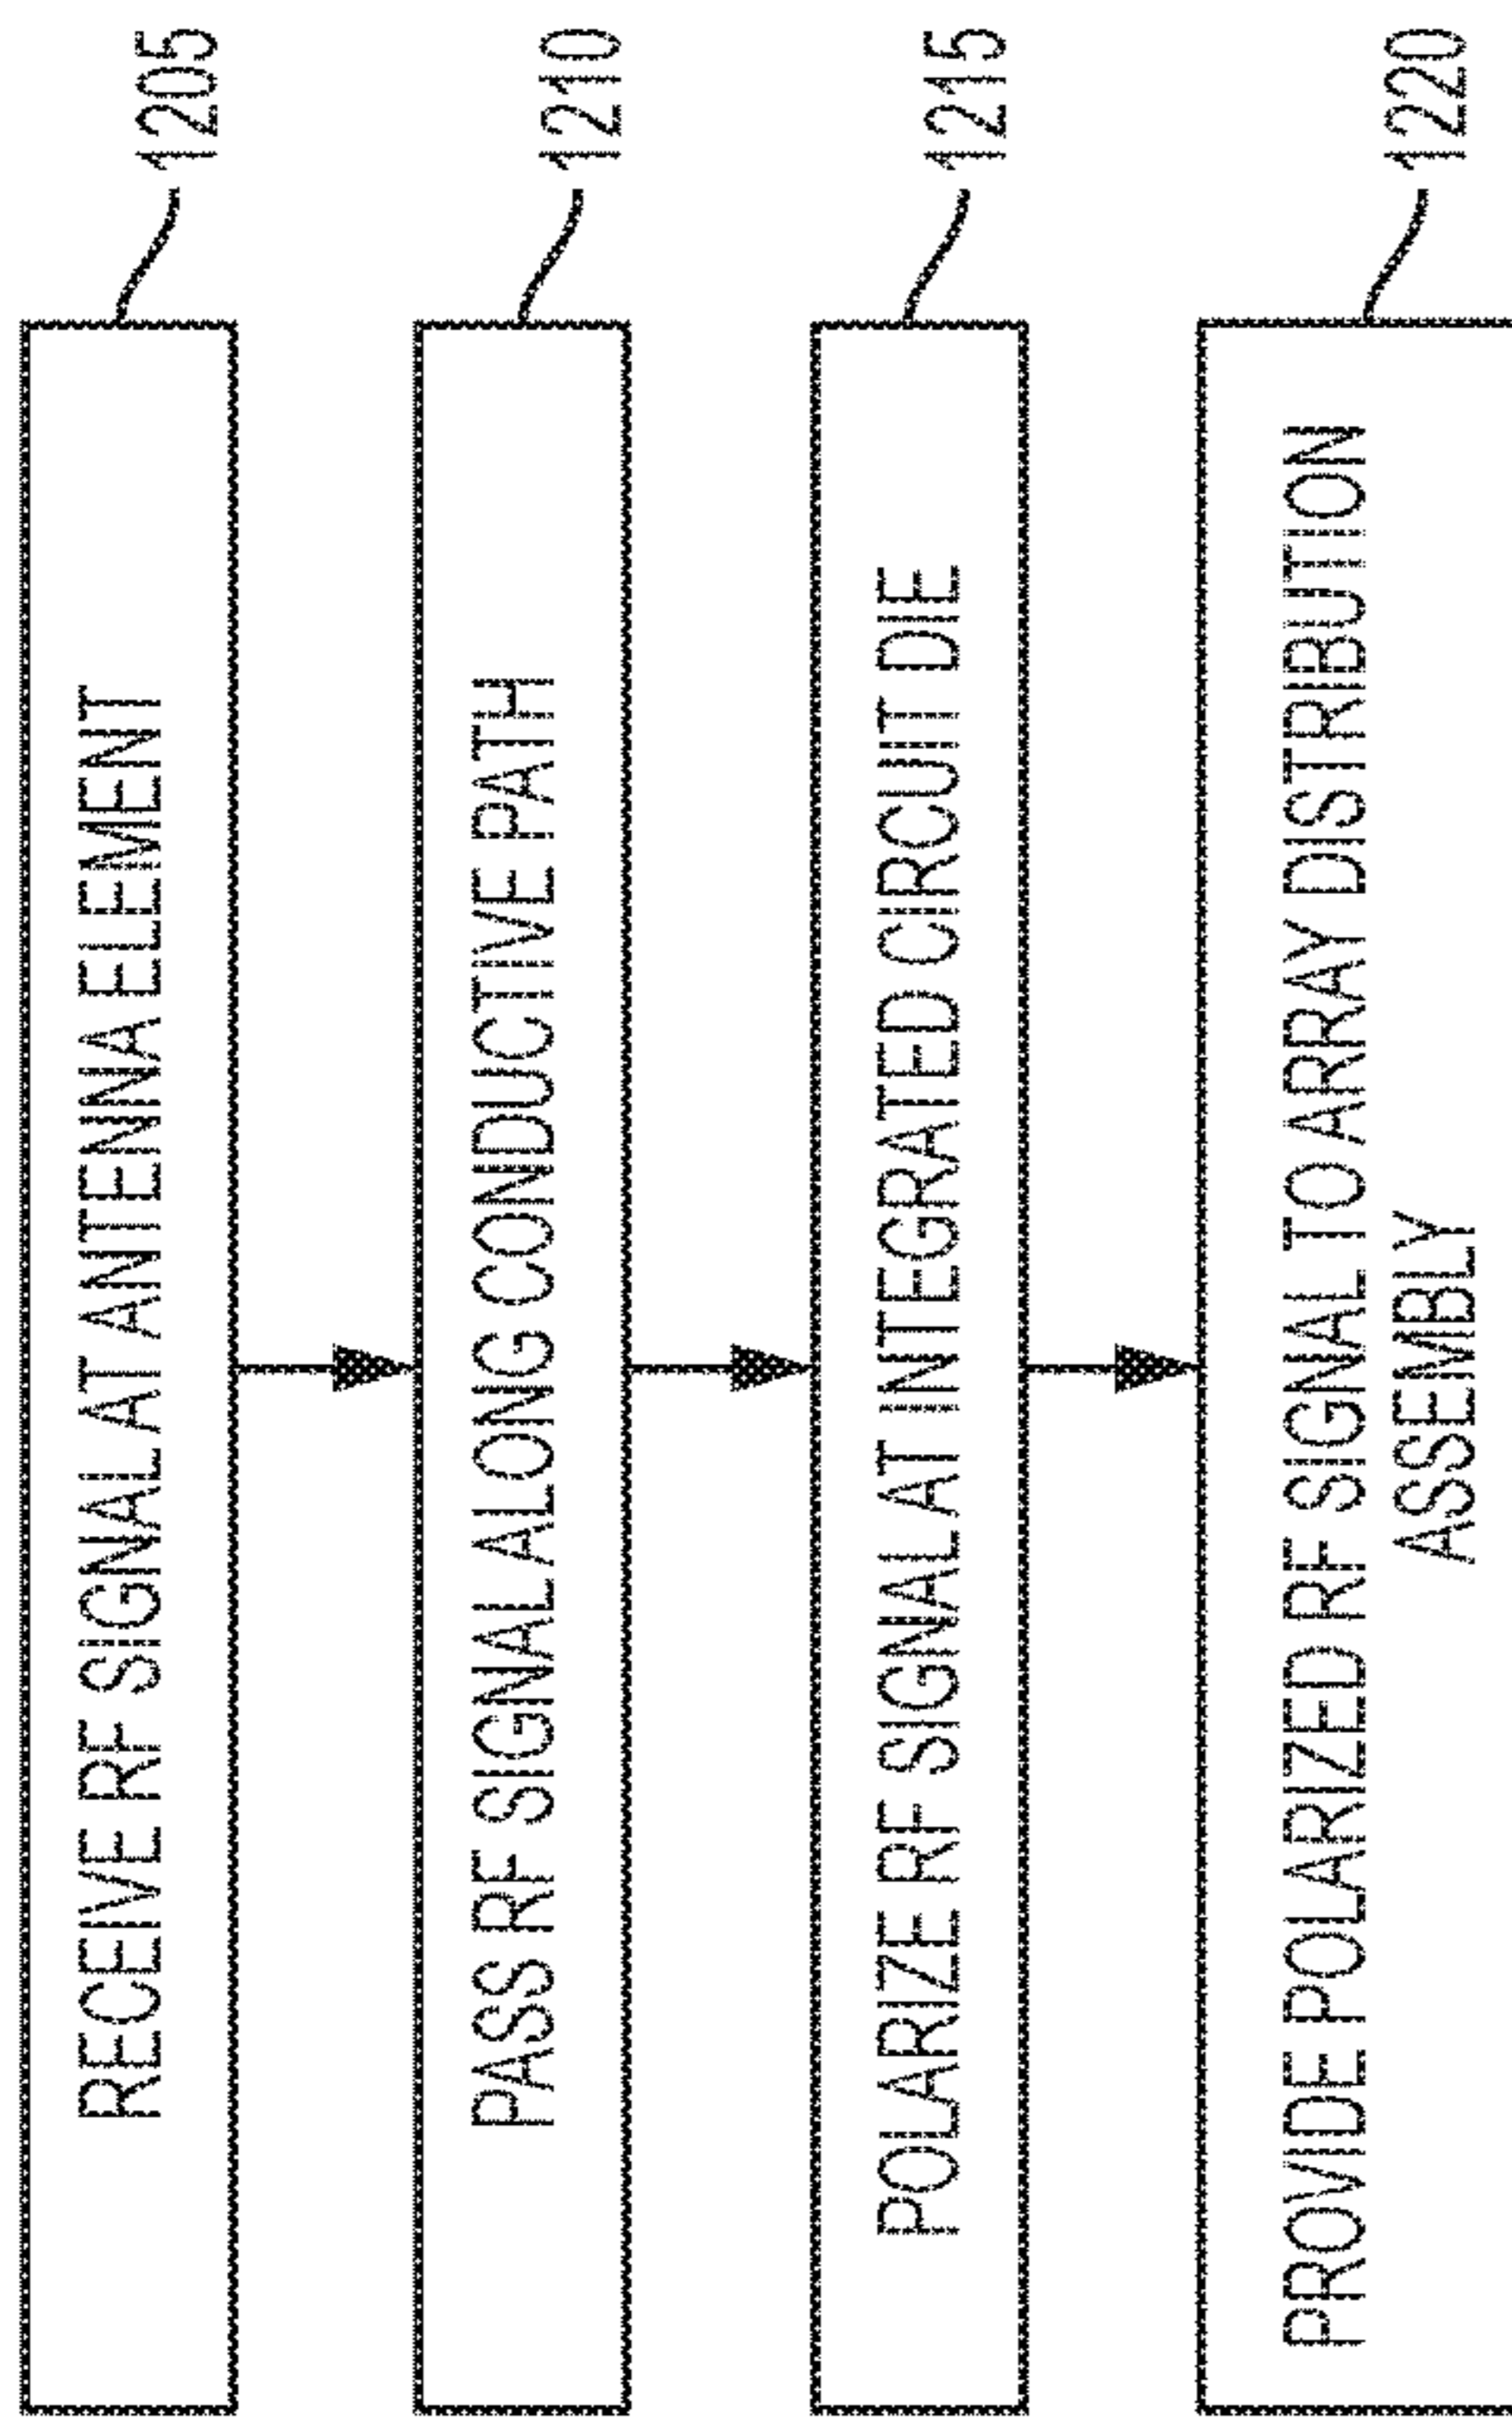 RECEIVE RF SIGNAL AT ANTENNA ELEMENT
1205
PASS RF SIGNAL ALONG CONDUCTIVE PATH
1210
POLARIZE RF SIGNAL AT INTEGRATED CIRCUIT DIE
1215
PROVIDE POLARIZED RF SIGNAL TO ARRAY DISTRIBUTION
ASSEMBLY
1220